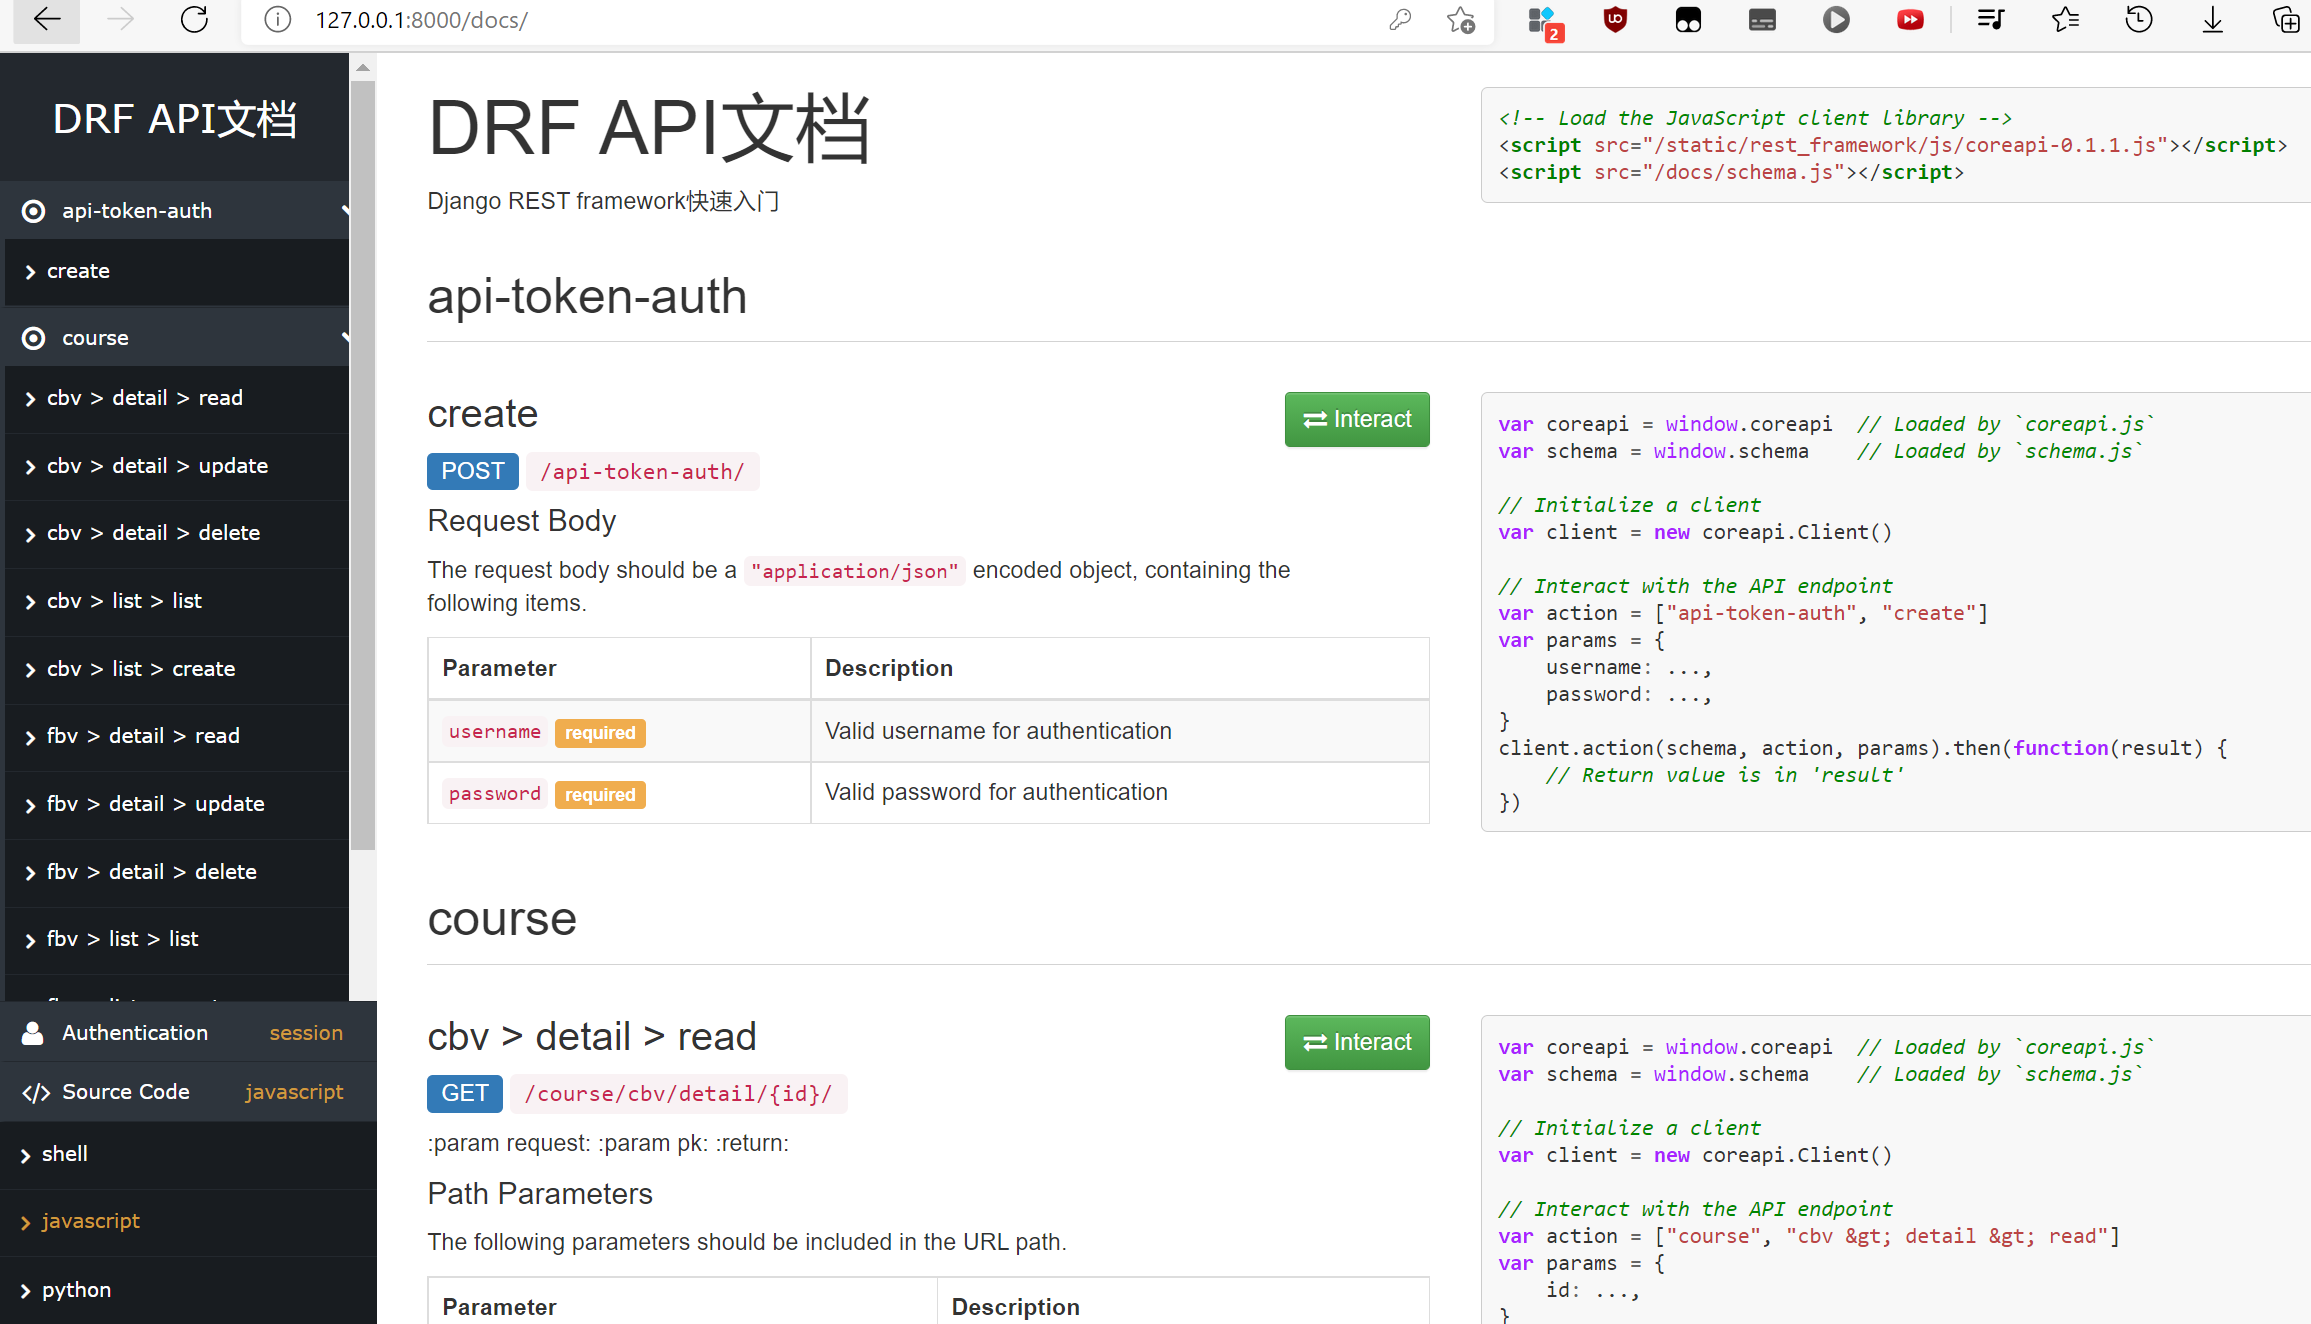 127.0.0.1:8000/docs/
2
DRF API文档
api-token-auth
create
course
cbv > detail > read
cbv > detail > update
cbv > detail > delete
cbv > list > list
cbv > list > create
fbv > detail > read
fbv > detail > update
fbv > detail > delete
fbv > list > list
Authentication session
Source Code javascript
shell
javascript
python
DRF API文档
Django REST framework快速入门
<!-- Load the JavaScript client library -->
<script src="/static/rest_framework/js/coreapi-0.1.1.js"></script>
<script src="/docs/schema.js"></script>
api-token-auth
create
Interact
POST /api-token-auth/
Request Body
The request body should be a "application/json" encoded object, containing the
following items.
Parameter Description
username required Valid username for authentication
password required Valid password for authentication
var coreapi = window.coreapi  // Loaded by `coreapi.js`
var schema = window.schema    // Loaded by `schema.js`
// Initialize a client
var client = new coreapi.Client()
// Interact with the API endpoint
var action = ["api-token-auth", "create"]
var params = {
    username: ...,
    password: ...,
}
client.action(schema, action, params).then(function(result) {
    // Return value is in 'result'
})
course
cbv > detail > read
Interact
GET /course/cbv/detail/{id}/
:param request: :param pk: :return:
Path Parameters
The following parameters should be included in the URL path.
Parameter Description
var coreapi = window.coreapi  // Loaded by `coreapi.js`
var schema = window.schema    // Loaded by `schema.js`
// Initialize a client
var client = new coreapi.Client()
// Interact with the API endpoint
var action = ["course", "cbv &gt; detail &gt; read"]
var params = {
    id: ...,
}